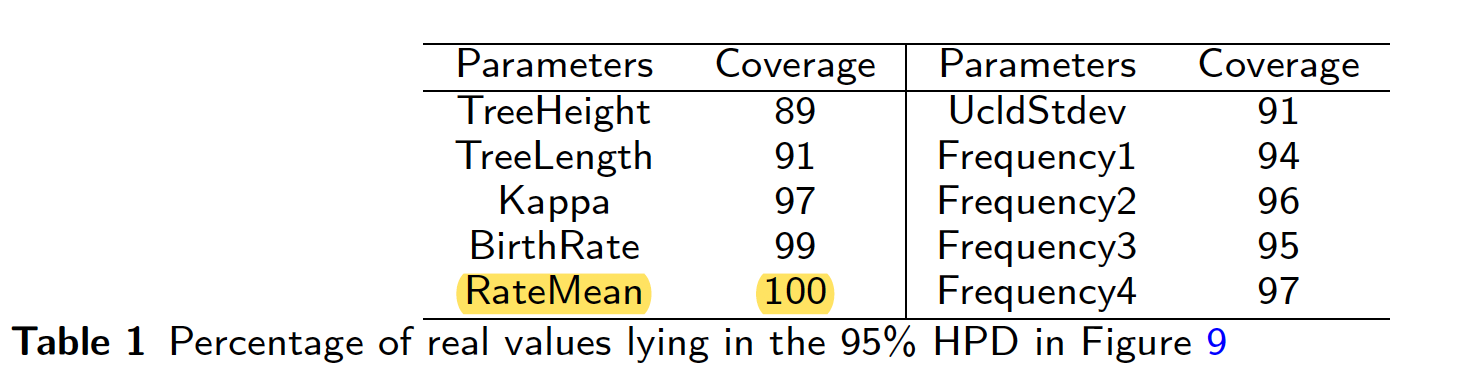 Parameters Coverage Parameters Coverage
TreeHeight 89 UcldStdev 91
TreeLength 91 Frequency1 94
Kappa 97 Frequency2 96
BirthRate 99 Frequency3 95
RateMean 100 Frequency4 97
Table 1 Percentage of real values lying in the 95% HPD in Figure 9